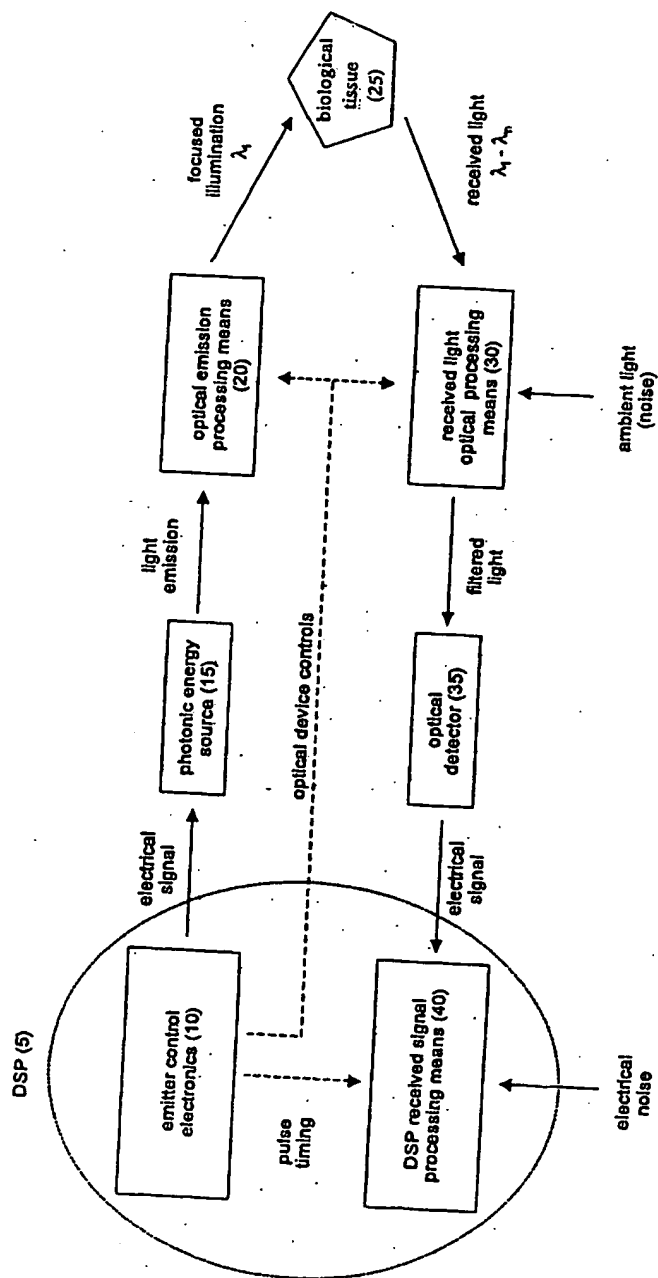 DSP (5)
emitter control
electronics (10)
electrical
signal
photonic energy
source (15)
light
emission
optical emission
processing means
(20)
focused
illumination
λ₁
biological
tissue
(25)
pulse
timing
optical device controls
DSP received signal
processing means (40)
electrical
signal
optical
detector (35)
filtered
light
received light
optical processing
means (30)
received light
λ₁ - λₙ
electrical
noise
ambient light
(noise)